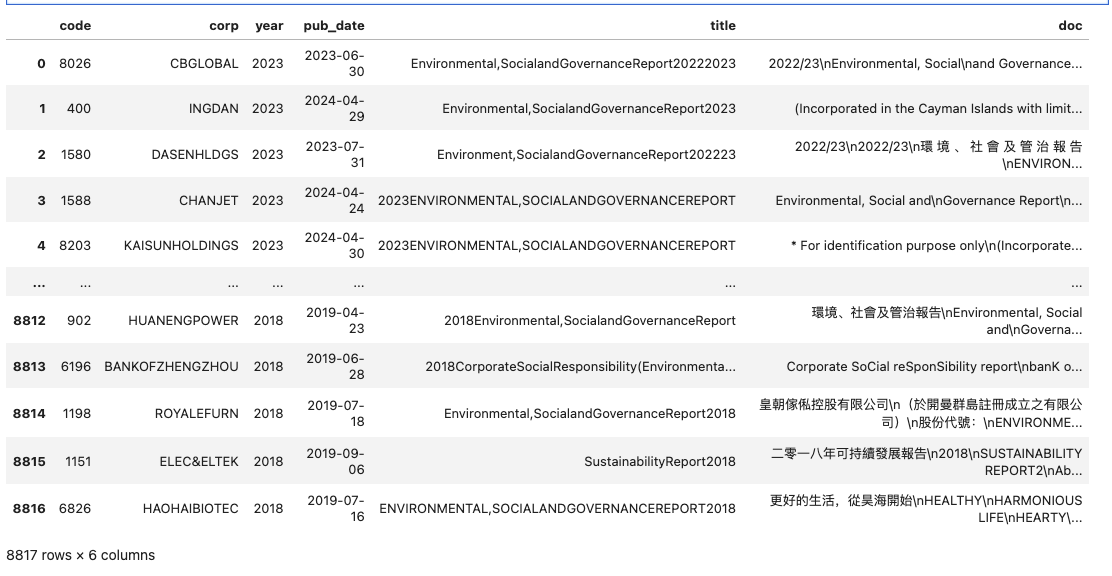 code corp year pub_date title doc
0 8026 CBGLOBAL 2023 2023-06-30 Environmental,SocialandGovernanceReport20222023 2022/23\nEnvironmental, Social\nand Governance...
1 400 INGDAN 2023 2024-04-29 Environmental,SocialandGovernanceReport2023 (Incorporated in the Cayman Islands with limit...
2 1580 DASENHLDGS 2023 2023-07-31 Environment,SocialandGovernanceReport202223 2022/23\n2022/23\n環 境 、 社 會 及 管 治 報 告\nENVIRON...
3 1588 CHANJET 2023 2024-04-24 2023ENVIRONMENTAL,SOCIALANDGOVERNANCEREPORT Environmental, Social and\nGovernance Report\n...
4 8203 KAISUNHOLDINGS 2023 2024-04-30 2023ENVIRONMENTAL,SOCIALANDGOVERNANCEREPORT * For identification purpose only\n(Incorporate...
... ... ... ... ... ... ...
8812 902 HUANENGPOWER 2018 2019-04-23 2018Environmental,SocialandGovernanceReport 環境、社會及管治報告\nEnvironmental, Social and\nGoverna...
8813 6196 BANKOFZHENGZHOU 2018 2019-06-28 2018CorporateSocialResponsibility(Environmenta... Corporate SoCial reSponSibility report\nbanK o...
8814 1198 ROYALEFURN 2018 2019-07-18 Environmental,SocialandGovernanceReport2018 皇朝傢俬控股有限公司\n（於開曼群島註冊成立之有限公司）\n股份代號：\nENVIRONME...
8815 1151 ELEC&ELTEK 2018 2019-09-06 SustainabilityReport2018 二零一八年可持續發展報告\n2018\nSUSTAINABILITY REPORT2\nAb...
8816 6826 HAOHAIBIOTEC 2018 2019-07-16 ENVIRONMENTAL,SOCIALANDGOVERNANCEREPORT2018 更好的生活，從昊海開始\nHEALTHY\nHARMONIOUS LIFE\nHEARTY\...
8817 rows × 6 columns